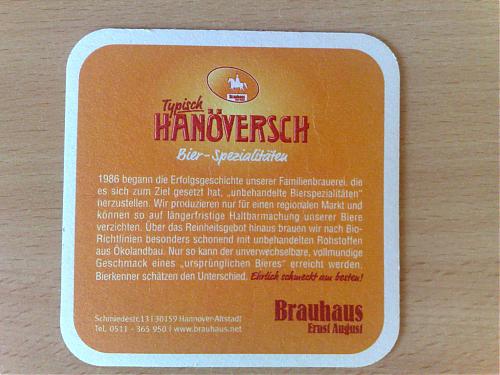 Brauhaus
Typisch
HANÖVERSCH
Bier-Spezialitäten
1986 begann die Erfolgsgeschichte unserer Familienbrauerei, die
es sich zum Ziel gesetzt hat, „unbehandelte Bierspezialitäten"
herzustellen. Wir produzieren nur für einen regionalen Markt und
können so auf längerfristige Haltbarmachung unserer Biere
verzichten. Über das Reinheitsgebot hinaus brauen wir nach Bio-
Richtlinien besonders schonend mit unbehandelten Rohstoffen
aus Ökolandbau. Nur so kann der unverwechselbare, vollmundige
Geschmack eines „ursprünglichen Bieres" erreicht werden.
Bierkenner schätzen den Unterschied. Ehrlich schmeckt am besten!
Schmiedestr.13 I 30159 Hannover-Altstadt
Tel. 0511 - 365 950 I www.brauhaus.net
Brauhaus
Ernst August